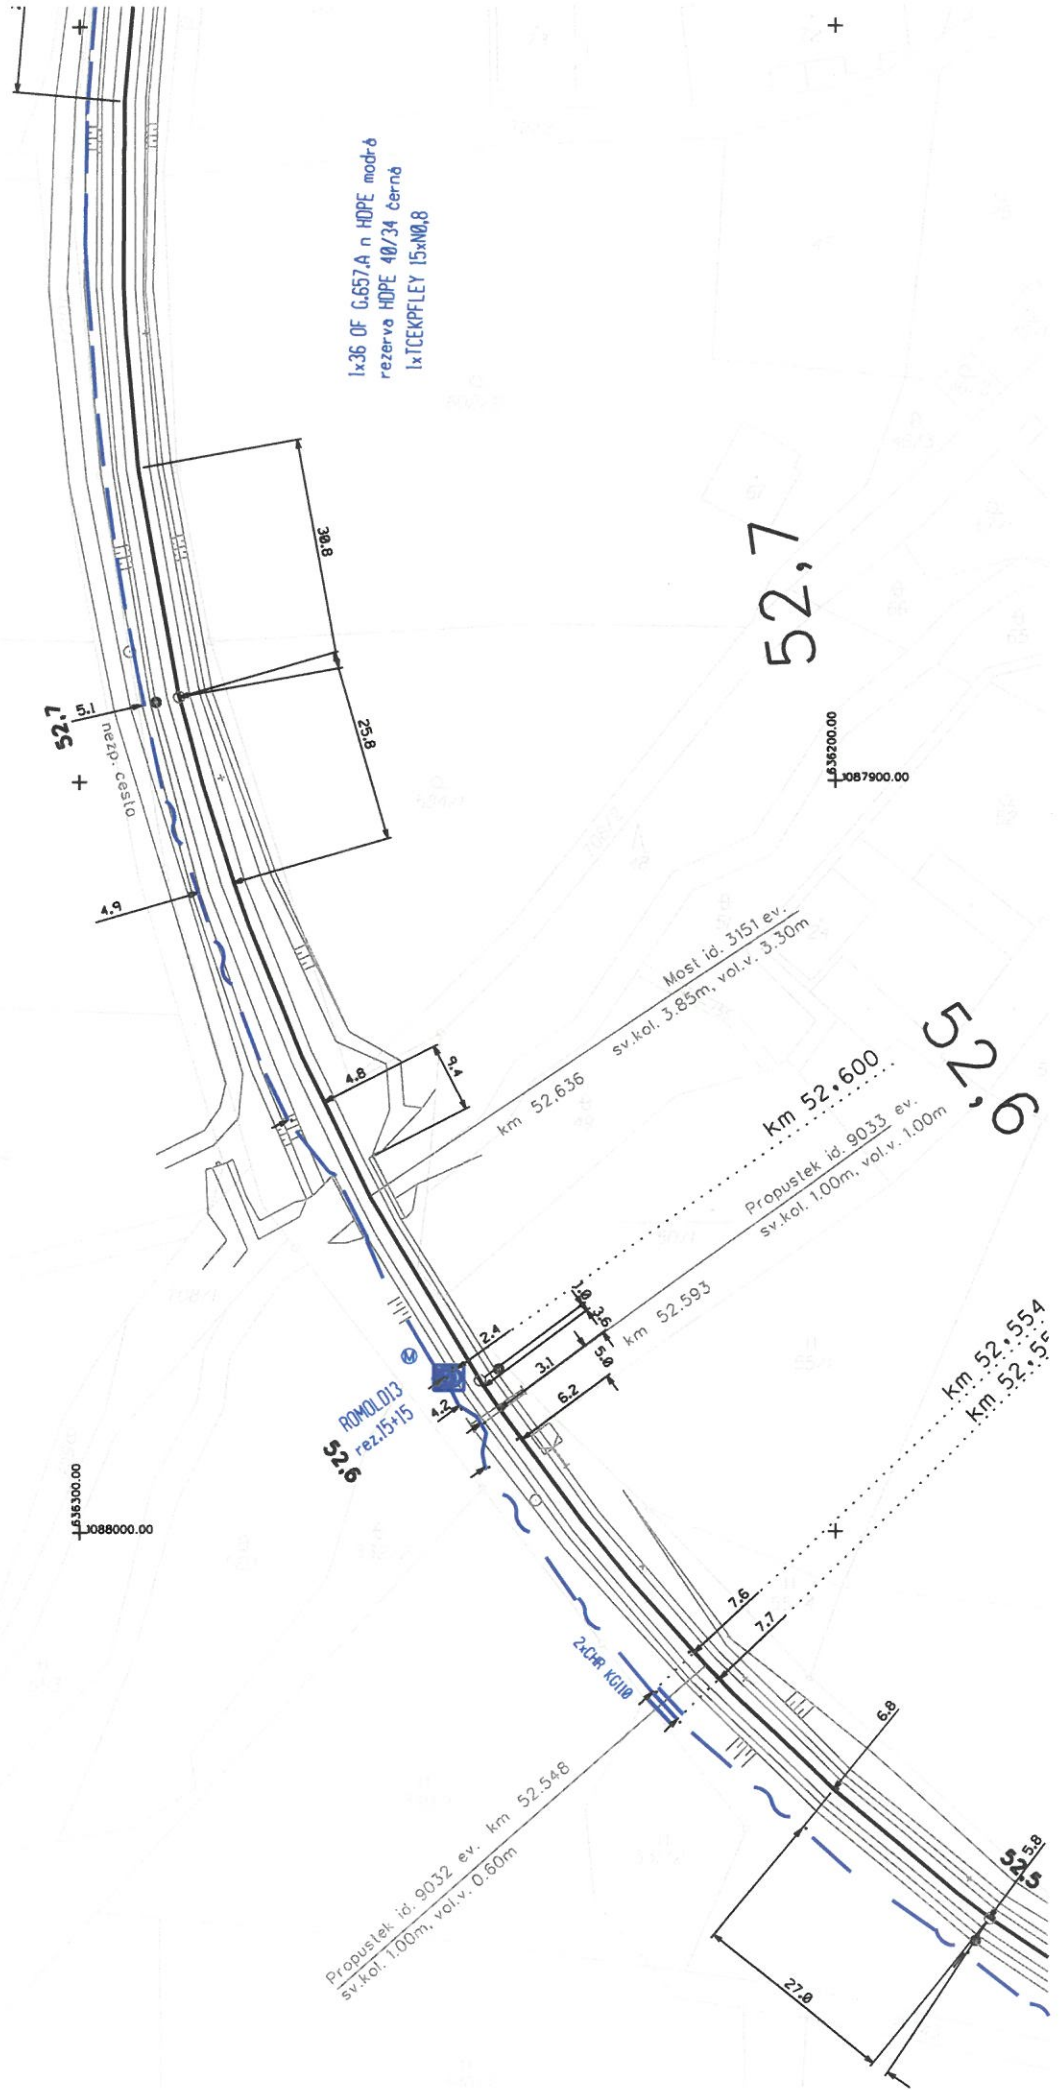 1x36 OF G.657.A n HDPE modrá
rezerva HDPE 40/34 černá
1xTCEKPFLEY 15xN0,8
30.8
52,7
5.1
52.7
nezp. cesta
25.8
636200.00
1087900.00
4.9
Most id. 3151 ev.
sv.kol. 3.85m, vol.v. 3.30m
km 52.636
52,6
4.8
9.4
km 52.600
Propustek id. 9033 ev.
sv.kol. 1.00m, vol.v. 1.00m
km 52.593
3.6
2.4
3.1
5.0
6.2
M
ROMOLD13
rez.15+15
4.2
52.6
636300.00
1088000.00
km 52.554
7.6
7.7
2xCHR KG110
Propustek id. 9032 ev. km 52.548
sv.kol. 1.00m, vol.v. 0.60m
6.8
5.8
52.5
27.0